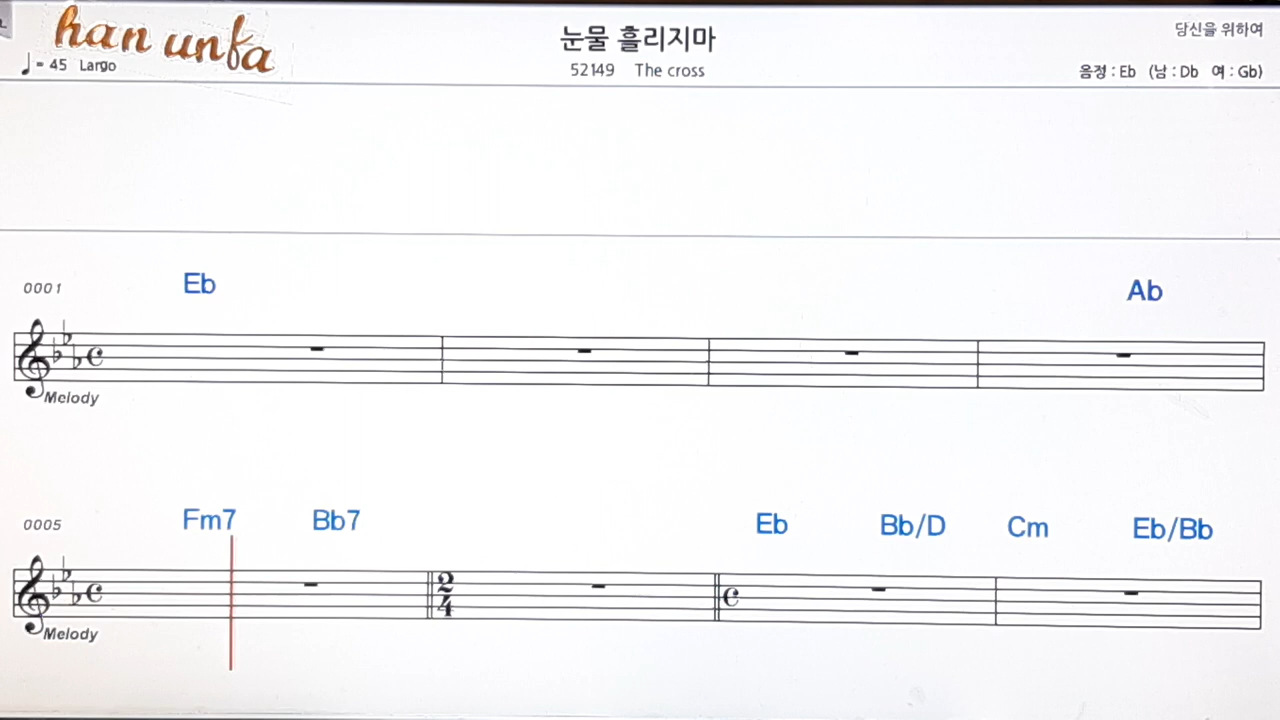 han unfa
눈물 흘리지마
당신을 위하여
♩= 45 Largo
52149 The cross
음정 : Eb (남 : Db 여 : Gb)
0001 Eb Ab
Melody
0005 Fm7 Bb7 Eb Bb/D Cm Eb/Bb
2
4
Melody